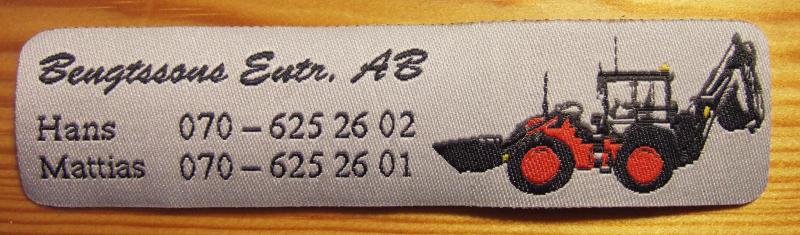 Bengtssons Entr. AB
Hans 070-625 26 02
Mattias 070-625 26 01